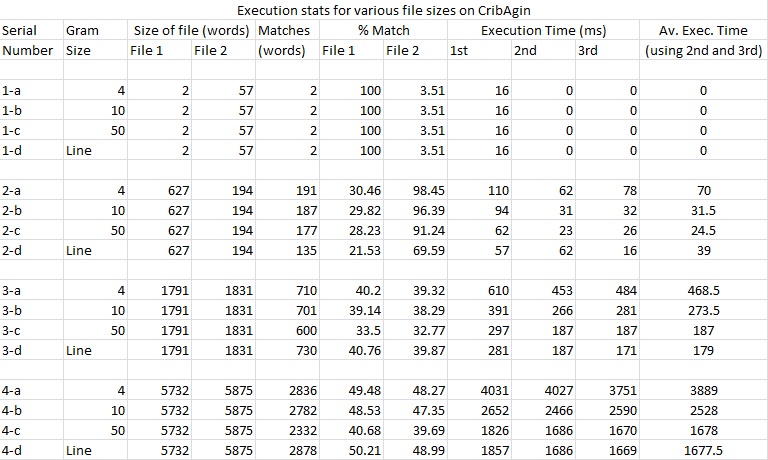 Execution stats for various file sizes on CribAgin
Serial Gram Size of file (words) Matches % Match Execution Time (ms) Av. Exec. Time
Number Size File 1 File 2 (words) File 1 File 2 1st 2nd 3rd (using 2nd and 3rd)
1-a 4 2 57 2 100 3.51 16 0 0 0
1-b 10 2 57 2 100 3.51 16 0 0 0
1-c 50 2 57 2 100 3.51 16 0 0 0
1-d Line 2 57 2 100 3.51 16 0 0 0
2-a 4 627 194 191 30.46 98.45 110 62 78 70
2-b 10 627 194 187 29.82 96.39 94 31 32 31.5
2-c 50 627 194 177 28.23 91.24 62 23 26 24.5
2-d Line 627 194 135 21.53 69.59 57 62 16 39
3-a 4 1791 1831 710 40.2 39.32 610 453 484 468.5
3-b 10 1791 1831 701 39.14 38.29 391 266 281 273.5
3-c 50 1791 1831 600 33.5 32.77 297 187 187 187
3-d Line 1791 1831 730 40.76 39.87 281 187 171 179
4-a 4 5732 5875 2836 49.48 48.27 4031 4027 3751 3889
4-b 10 5732 5875 2782 48.53 47.35 2652 2466 2590 2528
4-c 50 5732 5875 2332 40.68 39.69 1826 1686 1670 1678
4-d Line 5732 5875 2878 50.21 48.99 1857 1686 1669 1677.5